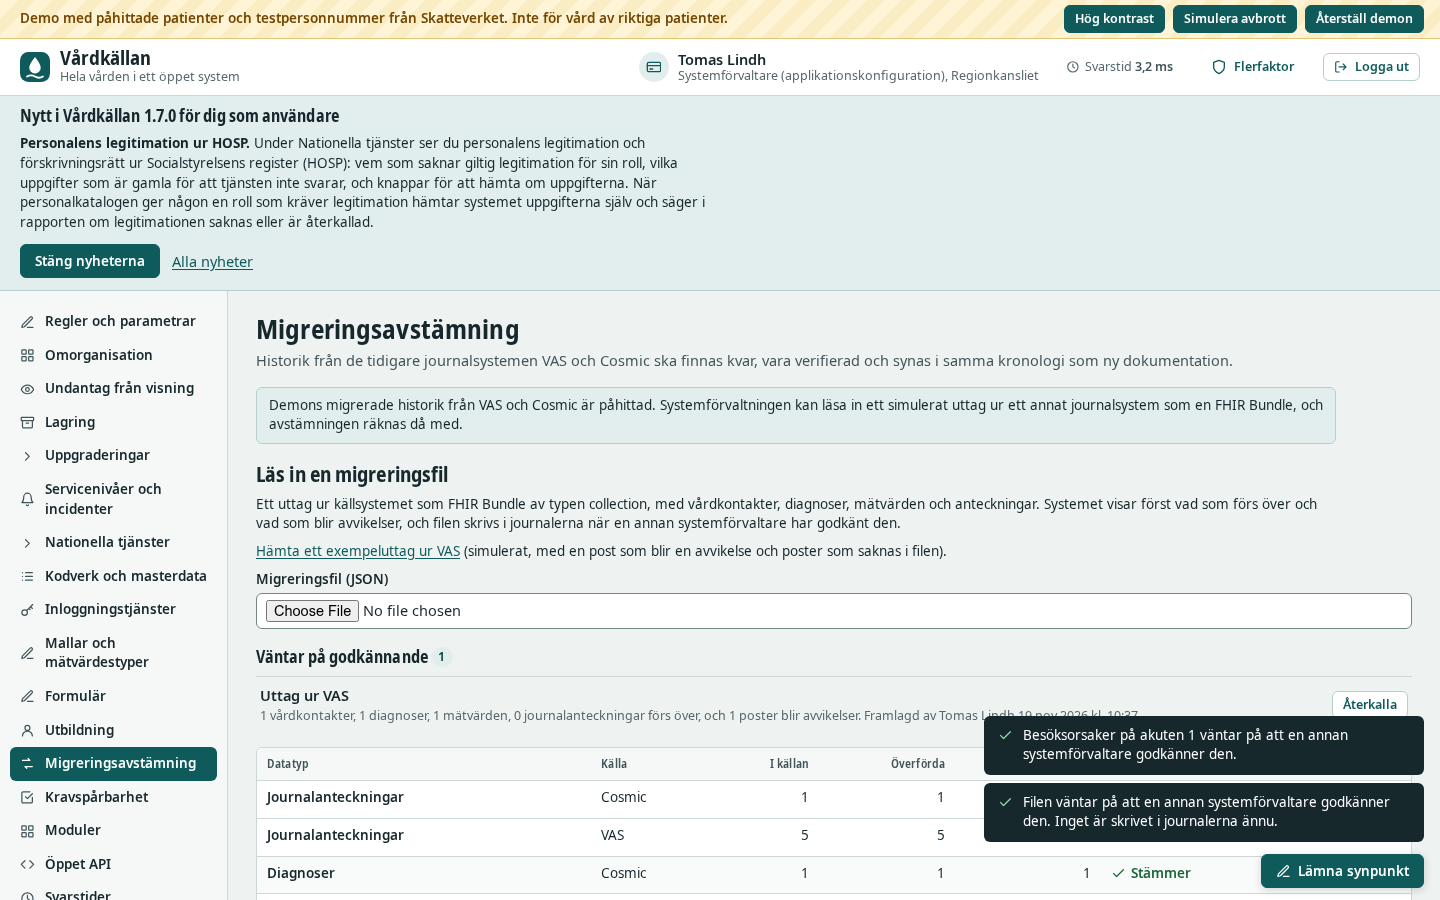 Demo med påhittade patienter och testpersonnummer från Skatteverket. Inte för vård av riktiga patienter.
Hög kontrast
Simulera avbrott
Återställ demon
Vårdkällan
Hela vården i ett öppet system
Tomas Lindh
Systemförvaltare (applikationskonfiguration), Regionkansliet
Svarstid 3,2 ms
Flerfaktor
Logga ut
Nytt i Vårdkällan 1.7.0 för dig som användare
Personalens legitimation ur HOSP. Under Nationella tjänster ser du personalens legitimation och
förskrivningsrätt ur Socialstyrelsens register (HOSP): vem som saknar giltig legitimation för sin roll, vilka
uppgifter som är gamla för att tjänsten inte svarar, och knappar för att hämta om uppgifterna. När
personalkatalogen ger någon en roll som kräver legitimation hämtar systemet uppgifterna själv och säger i
rapporten om legitimationen saknas eller är återkallad.
Stäng nyheterna
Alla nyheter
Regler och parametrar
Omorganisation
Undantag från visning
Lagring
Uppgraderingar
Servicenivåer och
incidenter
Nationella tjänster
Kodverk och masterdata
Inloggningstjänster
Mallar och
mätvärdestyper
Formulär
Utbildning
Migreringsavstämning
Kravspårbarhet
Moduler
Öppet API
Svarstider
Migreringsavstämning
Historik från de tidigare journalsystemen VAS och Cosmic ska finnas kvar, vara verifierad och synas i samma kronologi som ny dokumentation.
Demons migrerade historik från VAS och Cosmic är påhittad. Systemförvaltningen kan läsa in ett simulerat uttag ur ett annat journalsystem som en FHIR Bundle, och
avstämningen räknas då med.
Läs in en migreringsfil
Ett uttag ur källsystemet som FHIR Bundle av typen collection, med vårdkontakter, diagnoser, mätvärden och anteckningar. Systemet visar först vad som förs över och
vad som blir avvikelser, och filen skrivs i journalerna när en annan systemförvaltare har godkänt den.
Hämta ett exempeluttag ur VAS (simulerat, med en post som blir en avvikelse och poster som saknas i filen).
Migreringsfil (JSON)
Choose File No file chosen
Väntar på godkännande 1
Uttag ur VAS
1 vårdkontakter, 1 diagnoser, 1 mätvärden, 0 journalanteckningar förs över, och 1 poster blir avvikelser. Framlagd av Tomas Lindh 19 nov 2026 kl. 10:37
Återkalla
Datatyp Källa I källan Överförda
Journalanteckningar Cosmic 1 1
Journalanteckningar VAS 5 5
Diagnoser Cosmic 1 1 1 Stämmer
Besöksorsaker på akuten 1 väntar på att en annan
systemförvaltare godkänner den.
Filen väntar på att en annan systemförvaltare godkänner
den. Inget är skrivet i journalerna ännu.
Lämna synpunkt